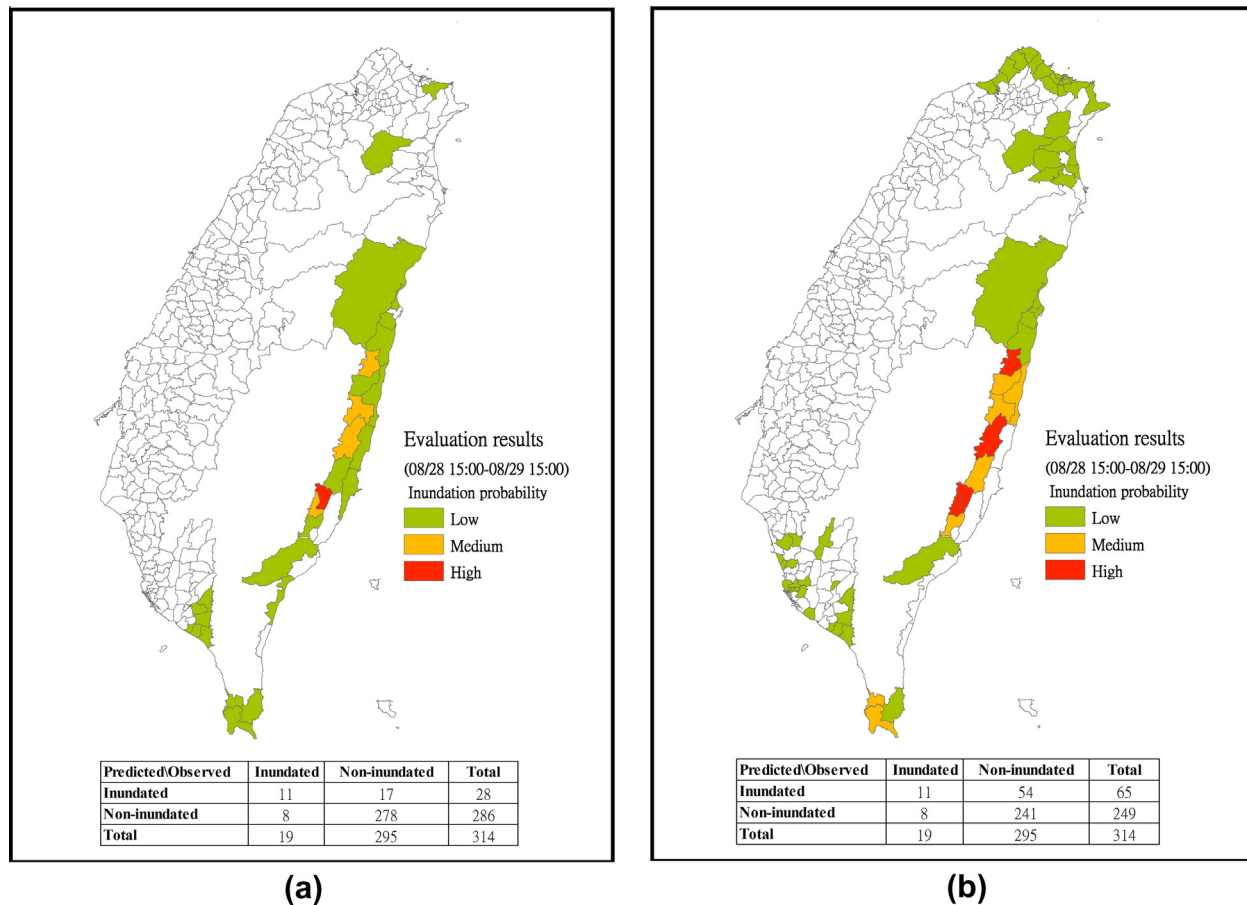 Evaluation results
(08/28 15:00-08/29 15:00)
Inundation probability
Low
Medium
High
Predicted\Observed Inundated Non-inundated Total
Inundated 11 17 28
Non-inundated 8 278 286
Total 19 295 314
(a)
Evaluation results
(08/28 15:00-08/29 15:00)
Inundation probability
Low
Medium
High
Predicted\Observed Inundated Non-inundated Total
Inundated 11 54 65
Non-inundated 8 241 249
Total 19 295 314
(b)